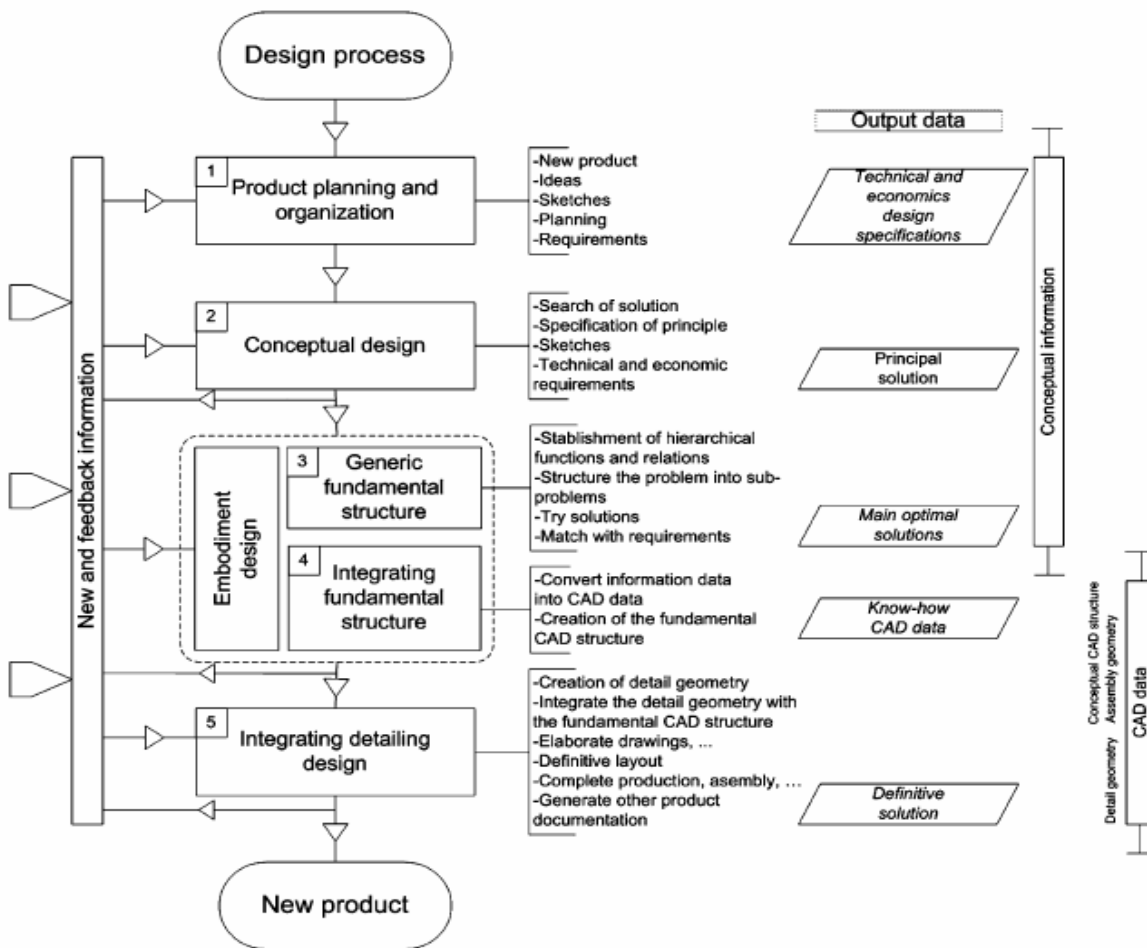 Design process
Output data
1
Product planning and
organization
-New product
-Ideas
-Sketches
-Planning
-Requirements
Technical and
economics
design
specifications
2
Conceptual design
-Search of solution
-Specification of principle
-Sketches
-Technical and economic
requirements
Principal
solution
New and feedback information
Conceptual information
Embodiment
design
3
Generic
fundamental
structure
-Stablishment of hierarchical
functions and relations
-Structure the problem into sub-
problems
-Try solutions
-Match with requirements
Main optimal
solutions
4
Integrating
fundamental
structure
-Convert information data
into CAD data
-Creation of the fundamental
CAD structure
Know-how
CAD data
5
Integrating detailing
design
-Creation of detail geometry
-Integrate the detail geometry with
the fundamental CAD structure
-Elaborate drawings, ...
-Definitive layout
-Complete production, asembly, ...
-Generate other product
documentation
Definitive
solution
Conceptual CAD structure
Detail geometry Assembly geometry
CAD data
New product